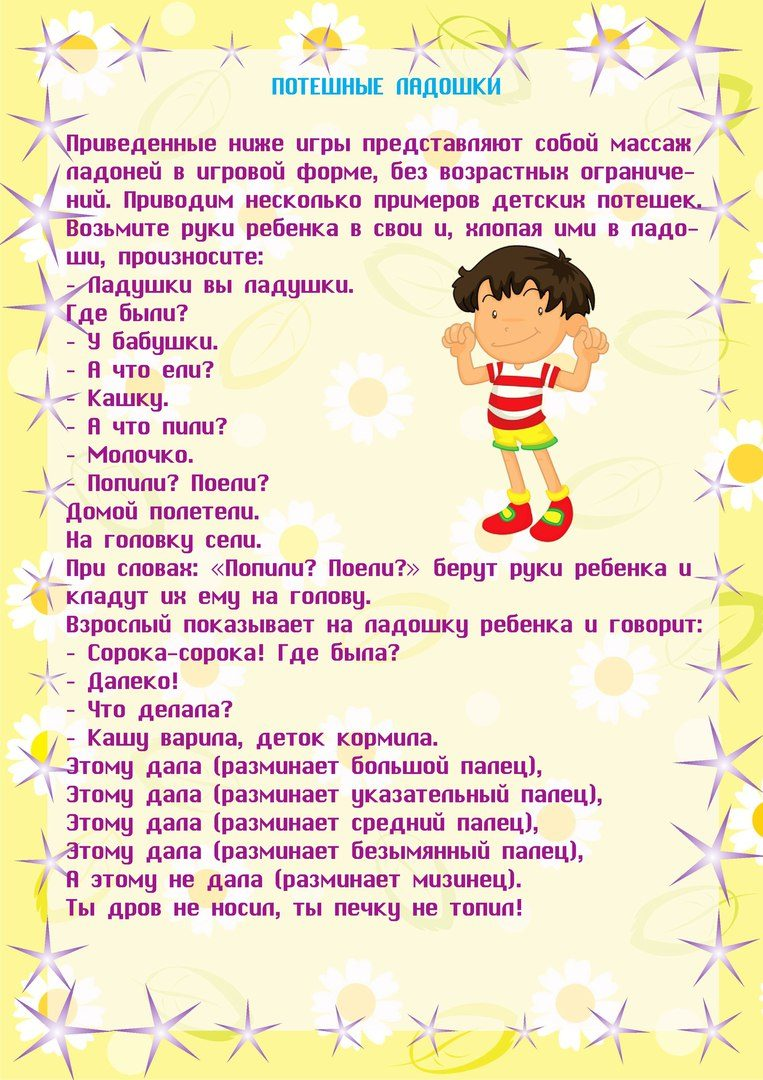 ПОТЕШНЫЕ ЛАДОШКИ
Приведенные ниже игры представляют собой массаж
ладоней в игровой форме, без возрастных ограниче-
ний. Приводим несколько примеров детских потешек.
Возьмите руки ребенка в свои и, хлопая ими в ладо-
ши, произносите:
- Ладушки вы ладушки.
Где были?
- У бабушки.
- А что ели?
- Кашку.
- А что пили?
- Молочко.
- Попили? Поели?
Домой полетели.
На головку сели.
При словах: «Попили? Поели?» берут руки ребенка и
кладут их ему на голову.
Взрослый показывает на ладошку ребенка и говорит:
- Сорока-сорока! Где была?
- Далеко!
- Что делала?
- Кашу варила, деток кормила.
Этому дала (разминает большой палец),
Этому дала (разминает указательный палец),
Этому дала (разминает средний палец),
Этому дала (разминает безымянный палец),
А этому не дала (разминает мизинец).
Ты дров не носил, ты печку не топил!